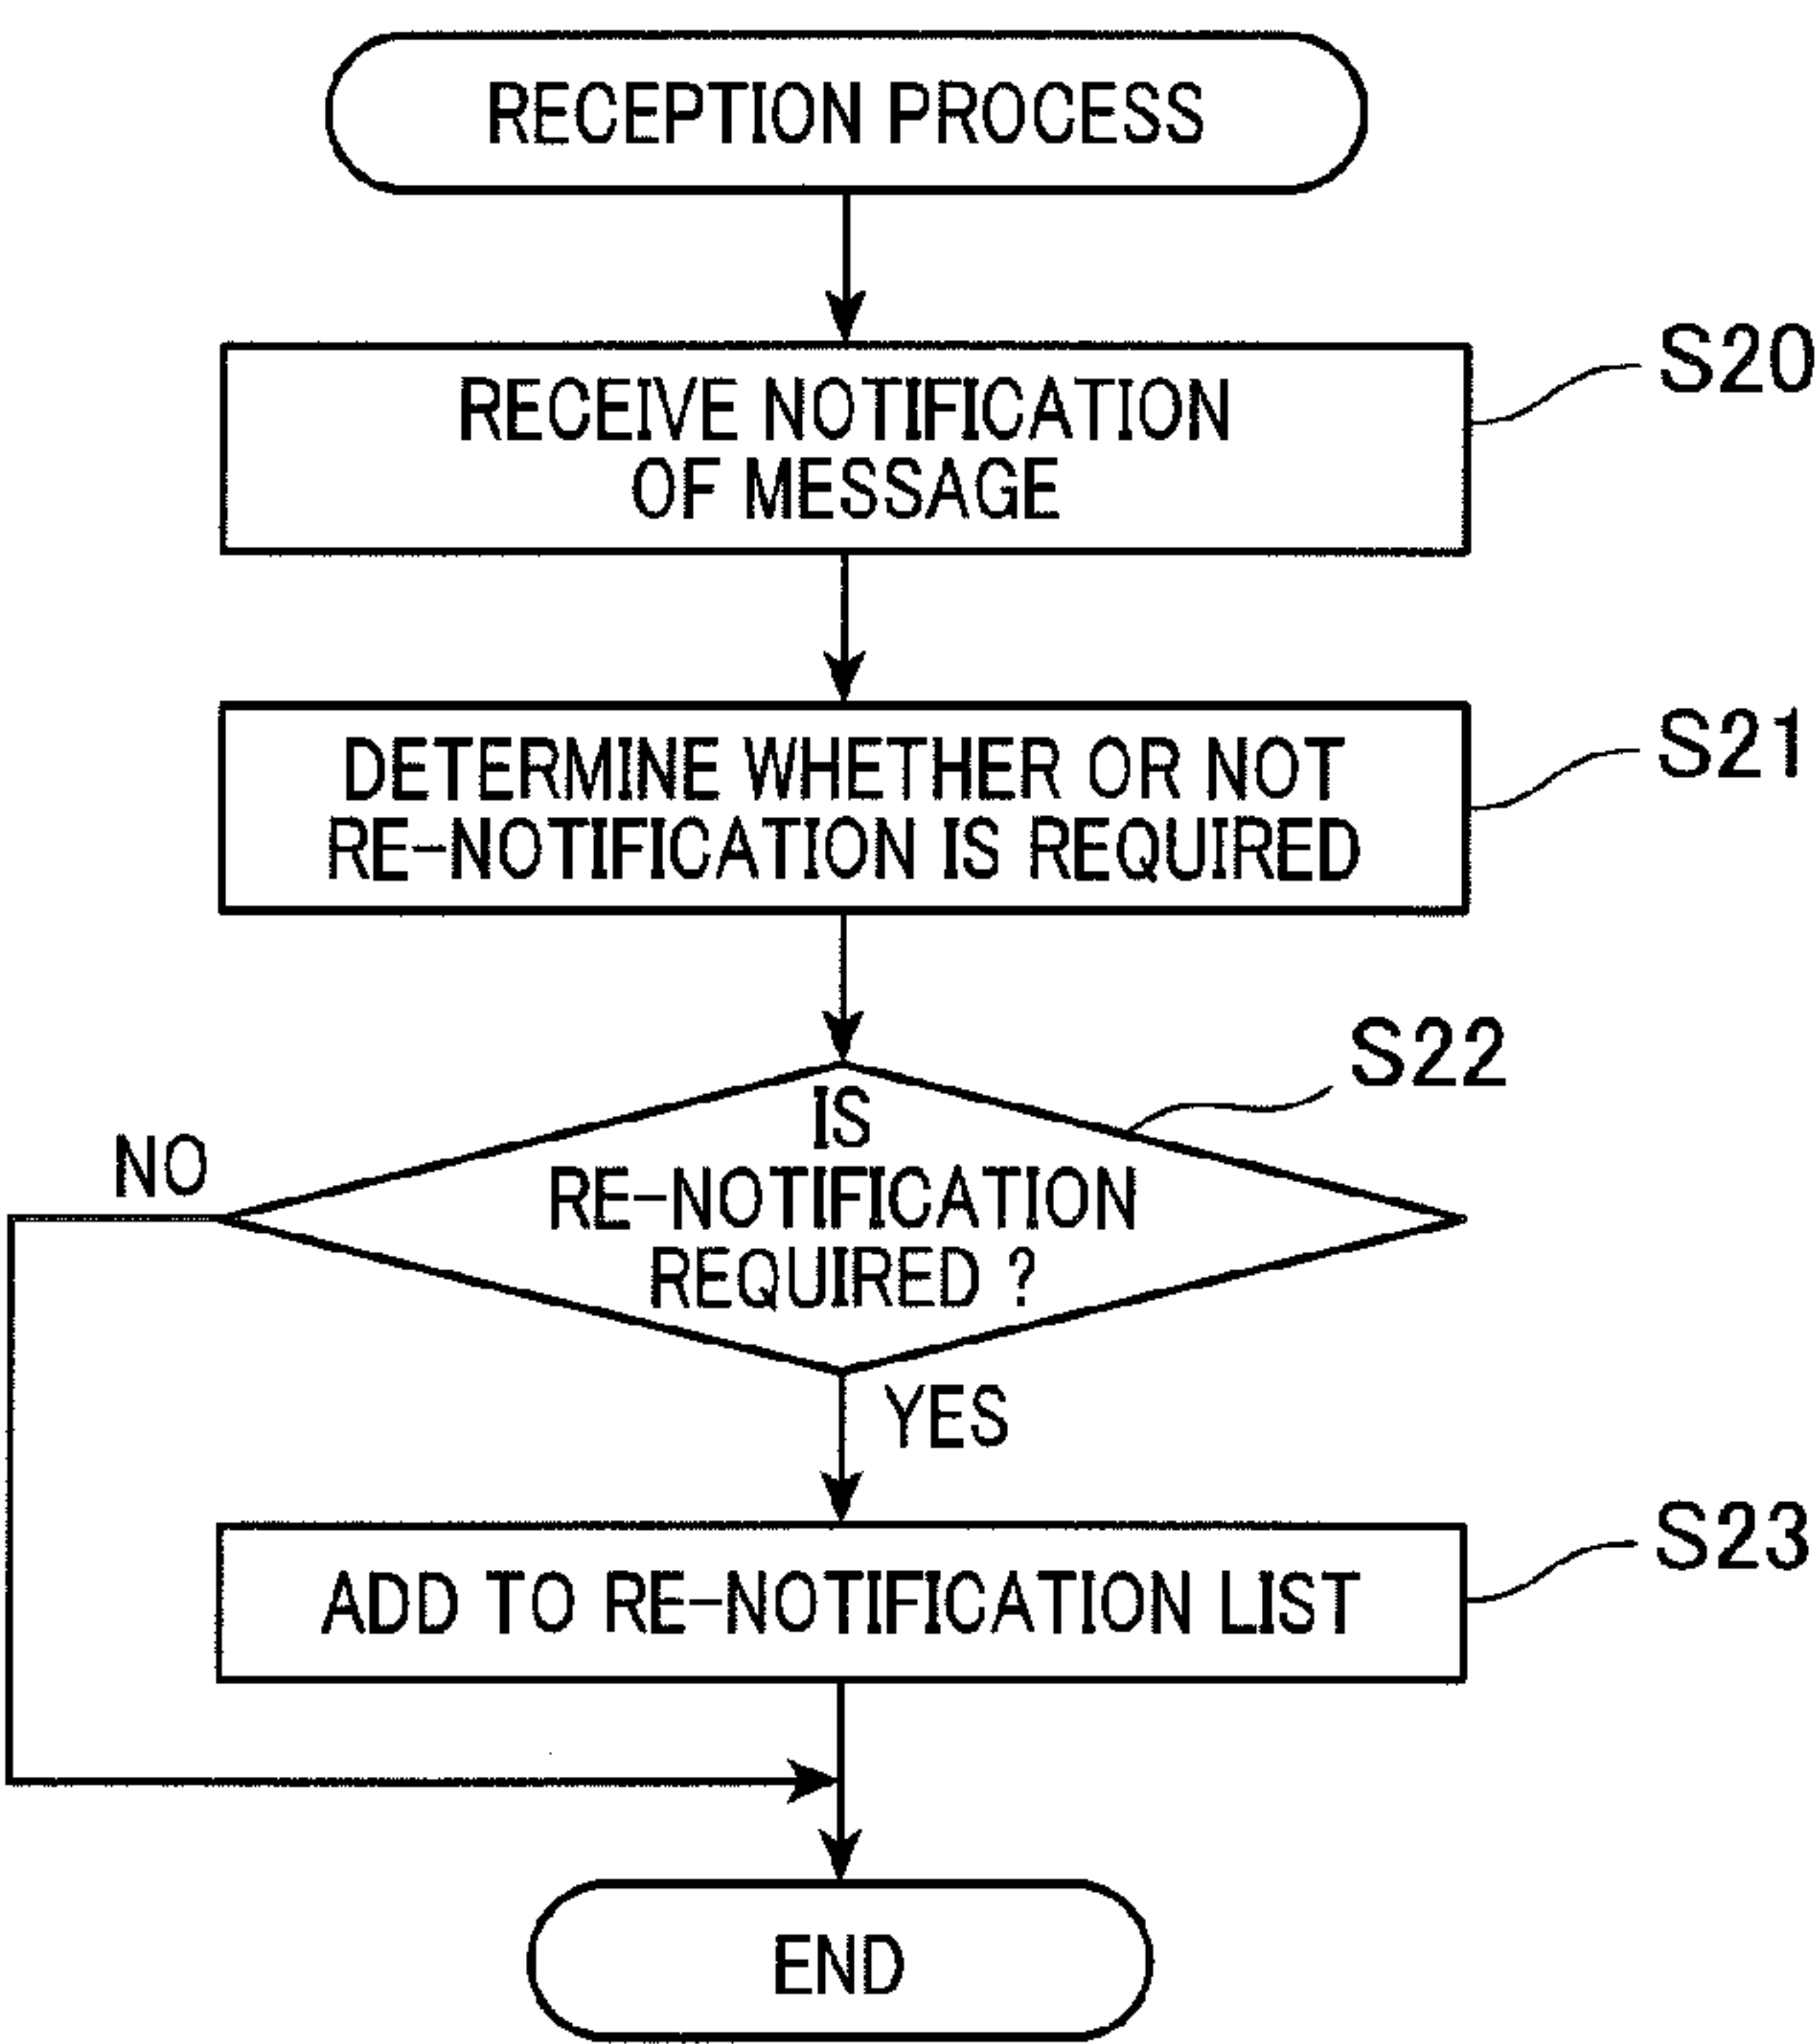 RECEPTION PROCESS
RECEIVE NOTIFICATION
OF MESSAGE
S20
DETERMINE WHETHER OR NOT
RE-NOTIFICATION IS REQUIRED
S21
IS
RE-NOTIFICATION
REQUIRED ?
S22
NO
YES
ADD TO RE-NOTIFICATION LIST
S23
END